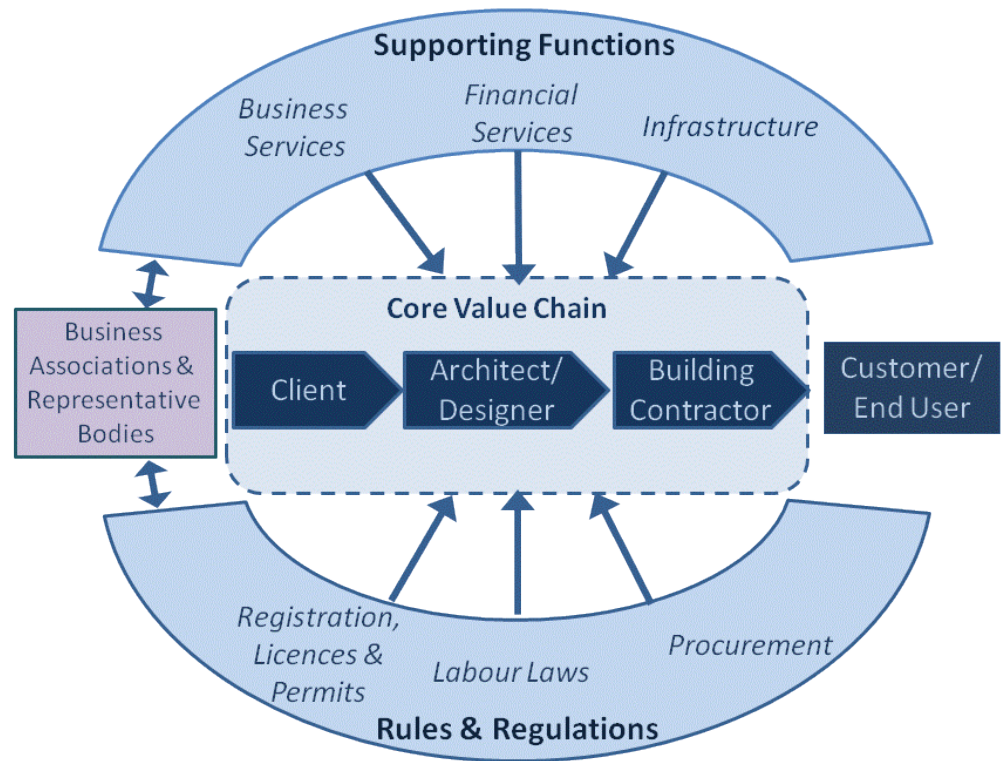 Supporting Functions
Business
Services
Financial
Services
Infrastructure
Core Value Chain
Business
Associations &
Representative
Bodies
Client
Architect/
Designer
Building
Contractor
Customer/
End User
Registration,
Licences &
Permits
Labour Laws
Procurement
Rules & Regulations